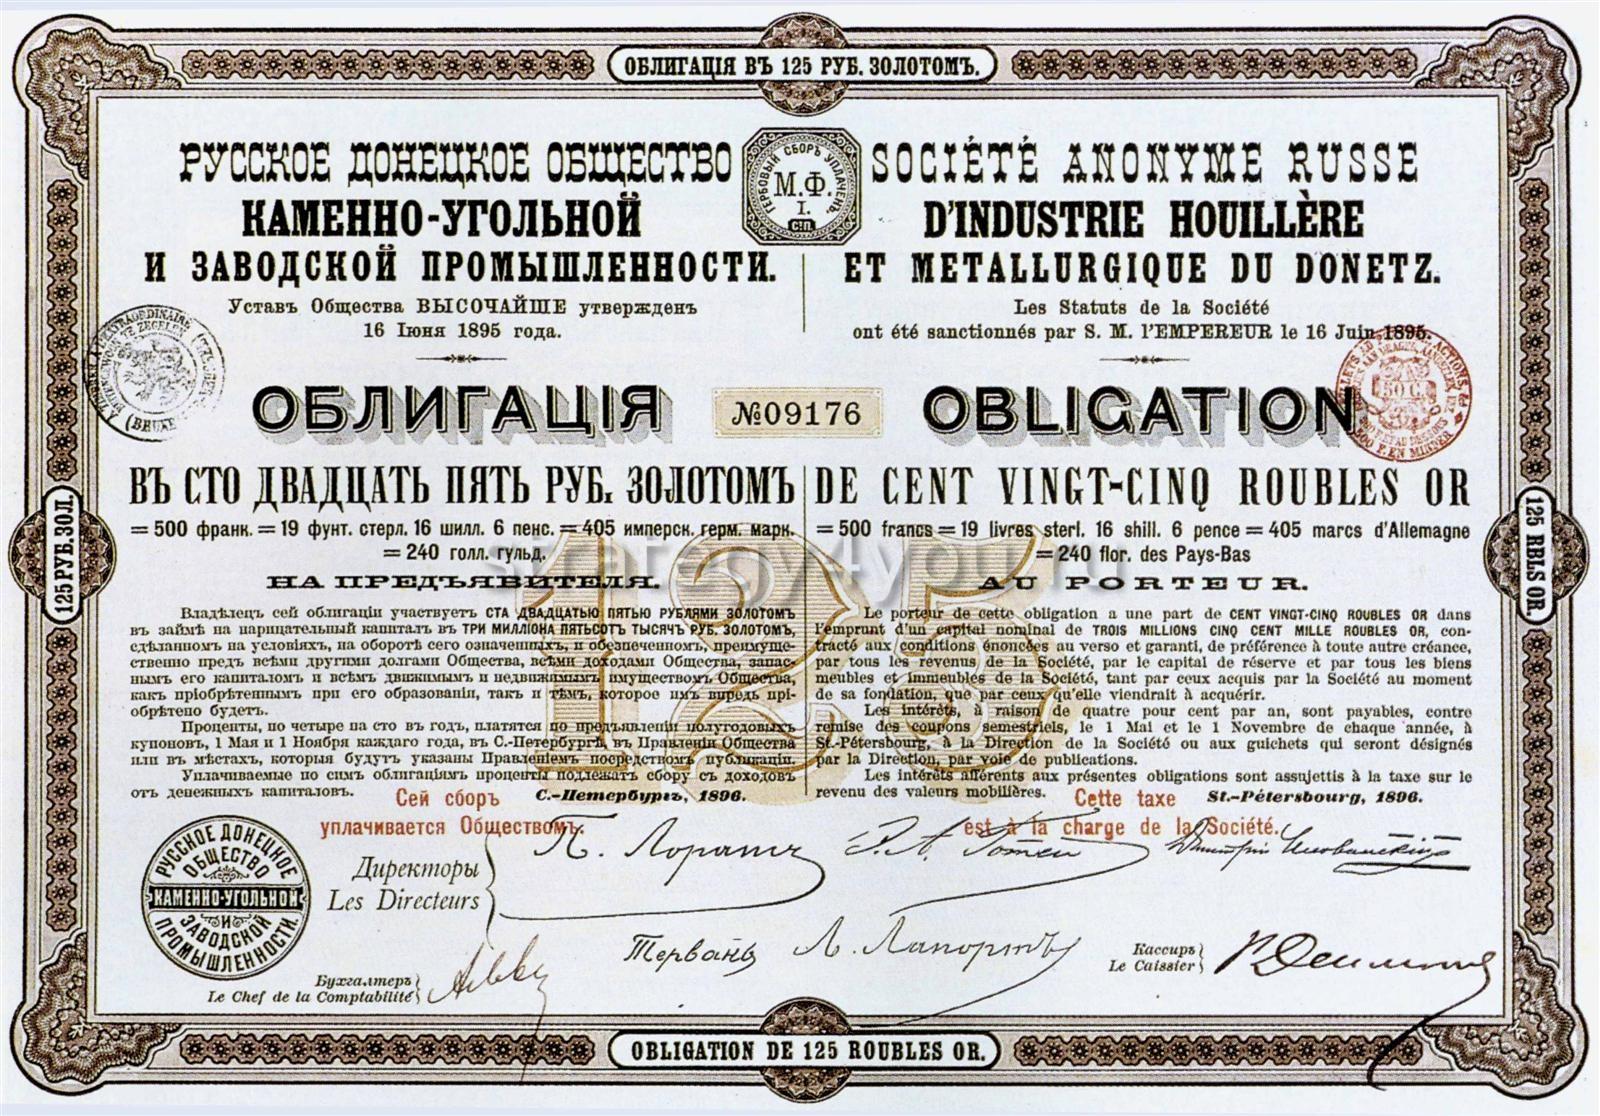 ОБЛИГАЦІЯ ВЪ 125 РУБ. ЗОЛОТОМЪ.
РУССКОЕ ДОНЕЦКОЕ ОБЩЕСТВО
КАМЕННО-УГОЛЬНОЙ
И ЗАВОДСКОЙ ПРОМЫШЛЕННОСТИ.
Уставъ Общества ВЫСОЧАЙШЕ утвержденъ
16 Іюня 1895 года.
ГЕРБОВЫЙ СБОРЪ УПЛАЧЕНЪ
М.Ф.
I.
С.П.
SOCIÉTÉ ANONYME RUSSE
D'INDUSTRIE HOUILLÈRE
ET METALLURGIQUE DU DONETZ.
Les Statuts de la Société
ont été sanctionnés par S. M. l'EMPEREUR le 16 Juin 1895.
ОБЛИГАЦІЯ
№09176
OBLIGATION
50 C.
ВЪ СТО ДВАДЦАТЬ ПЯТЬ РУБ. ЗОЛОТОМЪ
= 500 франк. = 19 фунт. стерл. 16 шилл. 6 пенс. = 405 имперск. герм. марк.
= 240 голл. гульд.
НА ПРЕДЪЯВИТЕЛЯ.
Владѣлецъ сей облигаціи участвуетъ СТА ДВАДЦАТЬЮ ПЯТЬЮ РУБЛЯМИ ЗОЛОТОМЪ
въ займѣ на нарицательный капиталъ въ ТРИ МИЛЛІОНА ПЯТЬСОТЪ ТЫСЯЧЪ РУБ. ЗОЛОТОМЪ,
сдѣланномъ на условіяхъ, на оборотѣ сего означенныхъ, и обезпеченномъ, преимуще-
ственно предъ всѣми другими долгами Общества, всѣми доходами Общества, запас-
нымъ его капиталомъ и всѣмъ движимымъ и недвижимымъ имуществомъ Общества,
какъ пріобрѣтеннымъ при его образованіи, такъ и тѣмъ, которое имъ впредь прі-
обрѣтено будетъ.
Проценты, по четыре на сто въ годъ, платятся по предъявленіи полугодовыхъ
купоновъ, 1 Мая и 1 Ноября каждаго года, въ С.-Петербургѣ, въ Правленіи Общества
или въ мѣстахъ, которыя будутъ указаны Правленіемъ посредствомъ публикаціи.
Уплачиваемые по симъ облигаціямъ проценты подлежатъ сбору съ доходовъ
отъ денежныхъ капиталовъ.
Сей сборъ
уплачивается Обществомъ.
С.-Петербургъ, 1896.
DE CENT VINGT-CINQ ROUBLES OR
= 500 francs = 19 livres sterl. 16 shill. 6 pence = 405 marcs d'Allemagne
= 240 flor. des Pays-Bas
AU PORTEUR.
Le porteur de cette obligation a une part de CENT VINGT-CINQ ROUBLES OR dans
l'emprunt d'un capital nominal de TROIS MILLIONS CINQ CENT MILLE ROUBLES OR, con-
tracté aux conditions énoncées au verso et garanti, de préférence à toute autre créance,
par tous les revenus de la Société, par le capital de réserve et par tous les biens
meubles et immeubles de la Société, tant par ceux acquis par la Société au moment
de sa fondation, que par ceux qu'elle viendrait à acquérir.
Les intérêts, à raison de quatre pour cent par an, sont payables, contre
remise des coupons semestriels, le 1 Mai et le 1 Novembre de chaque année, à
St.-Pétersbourg, à la Direction de la Société ou aux guichets qui seront désignés
par la Direction, par voie de publications.
Les intérêts afférents aux présentes obligations sont assujettis à la taxe sur le
revenu des valeurs mobilières.
Cette taxe
est à la charge de la Société.
St.-Pétersbourg, 1896.
125
strategy4you.ru
РУССКОЕ ДОНЕЦКОЕ
ОБЩЕСТВО
КАМЕННО-УГОЛЬНОЙ
И
ЗАВОДСКОЙ
ПРОМЫШЛЕННОСТИ.
Директоры
Les Directeurs
Бухгалтеръ
Le Chef de la Comptabilité
Л. Лапортъ
Кассиръ
Le Caissier
125 РУБ. ЗОЛ.
125 RBLS OR.
OBLIGATION DE 125 ROUBLES OR.